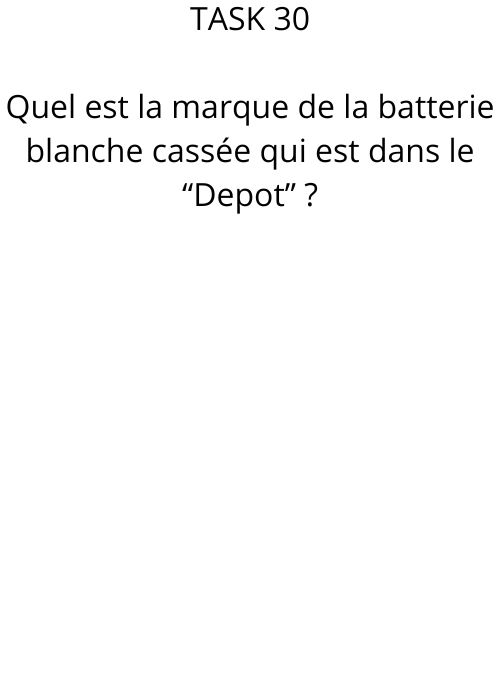 TASK 30
Quel est la marque de la batterie
blanche cassée qui est dans le
“Depot” ?